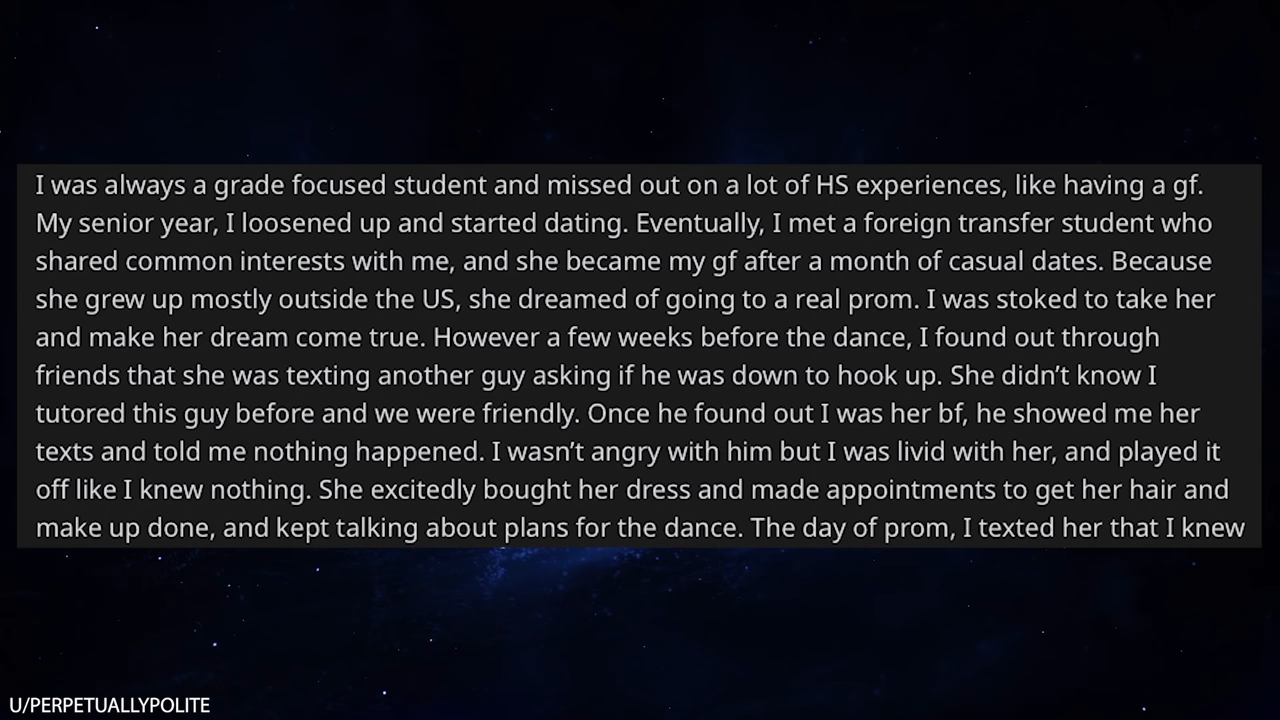 I was always a grade focused student and missed out on a lot of HS experiences, like having a gf.
My senior year, I loosened up and started dating. Eventually, I met a foreign transfer student who
shared common interests with me, and she became my gf after a month of casual dates. Because
she grew up mostly outside the US, she dreamed of going to a real prom. I was stoked to take her
and make her dream come true. However a few weeks before the dance, I found out through
friends that she was texting another guy asking if he was down to hook up. She didn’t know I
tutored this guy before and we were friendly. Once he found out I was her bf, he showed me her
texts and told me nothing happened. I wasn’t angry with him but I was livid with her, and played it
off like I knew nothing. She excitedly bought her dress and made appointments to get her hair and
make up done, and kept talking about plans for the dance. The day of prom, I texted her that I knew
U/PERPETUALLYPOLITE